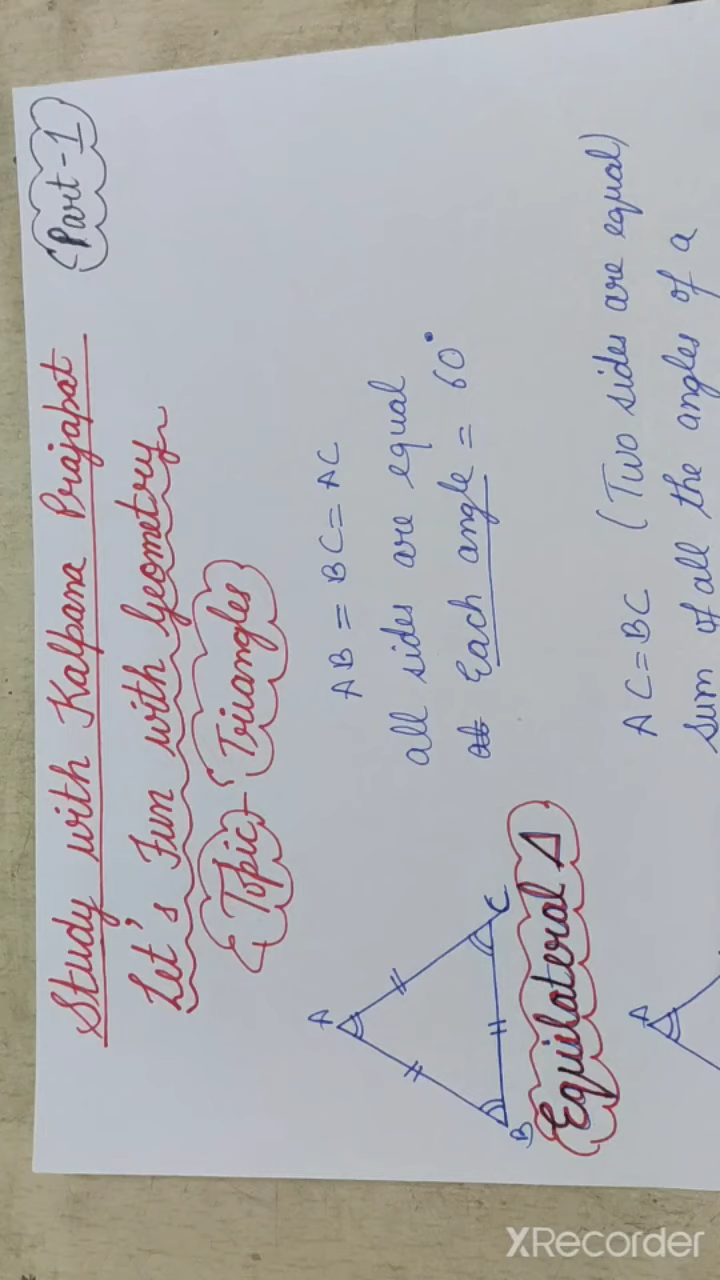 Study with Kalpana Prajapat
Part-1
Let's Fun with Geometry
Topic - Triangles
A
B
C
AB = BC = AC
all sides are equal
Each angle = 60°
Equilateral Δ
A
AC = BC (Two sides are equal)
Sum of all the angles of a
XRecorder